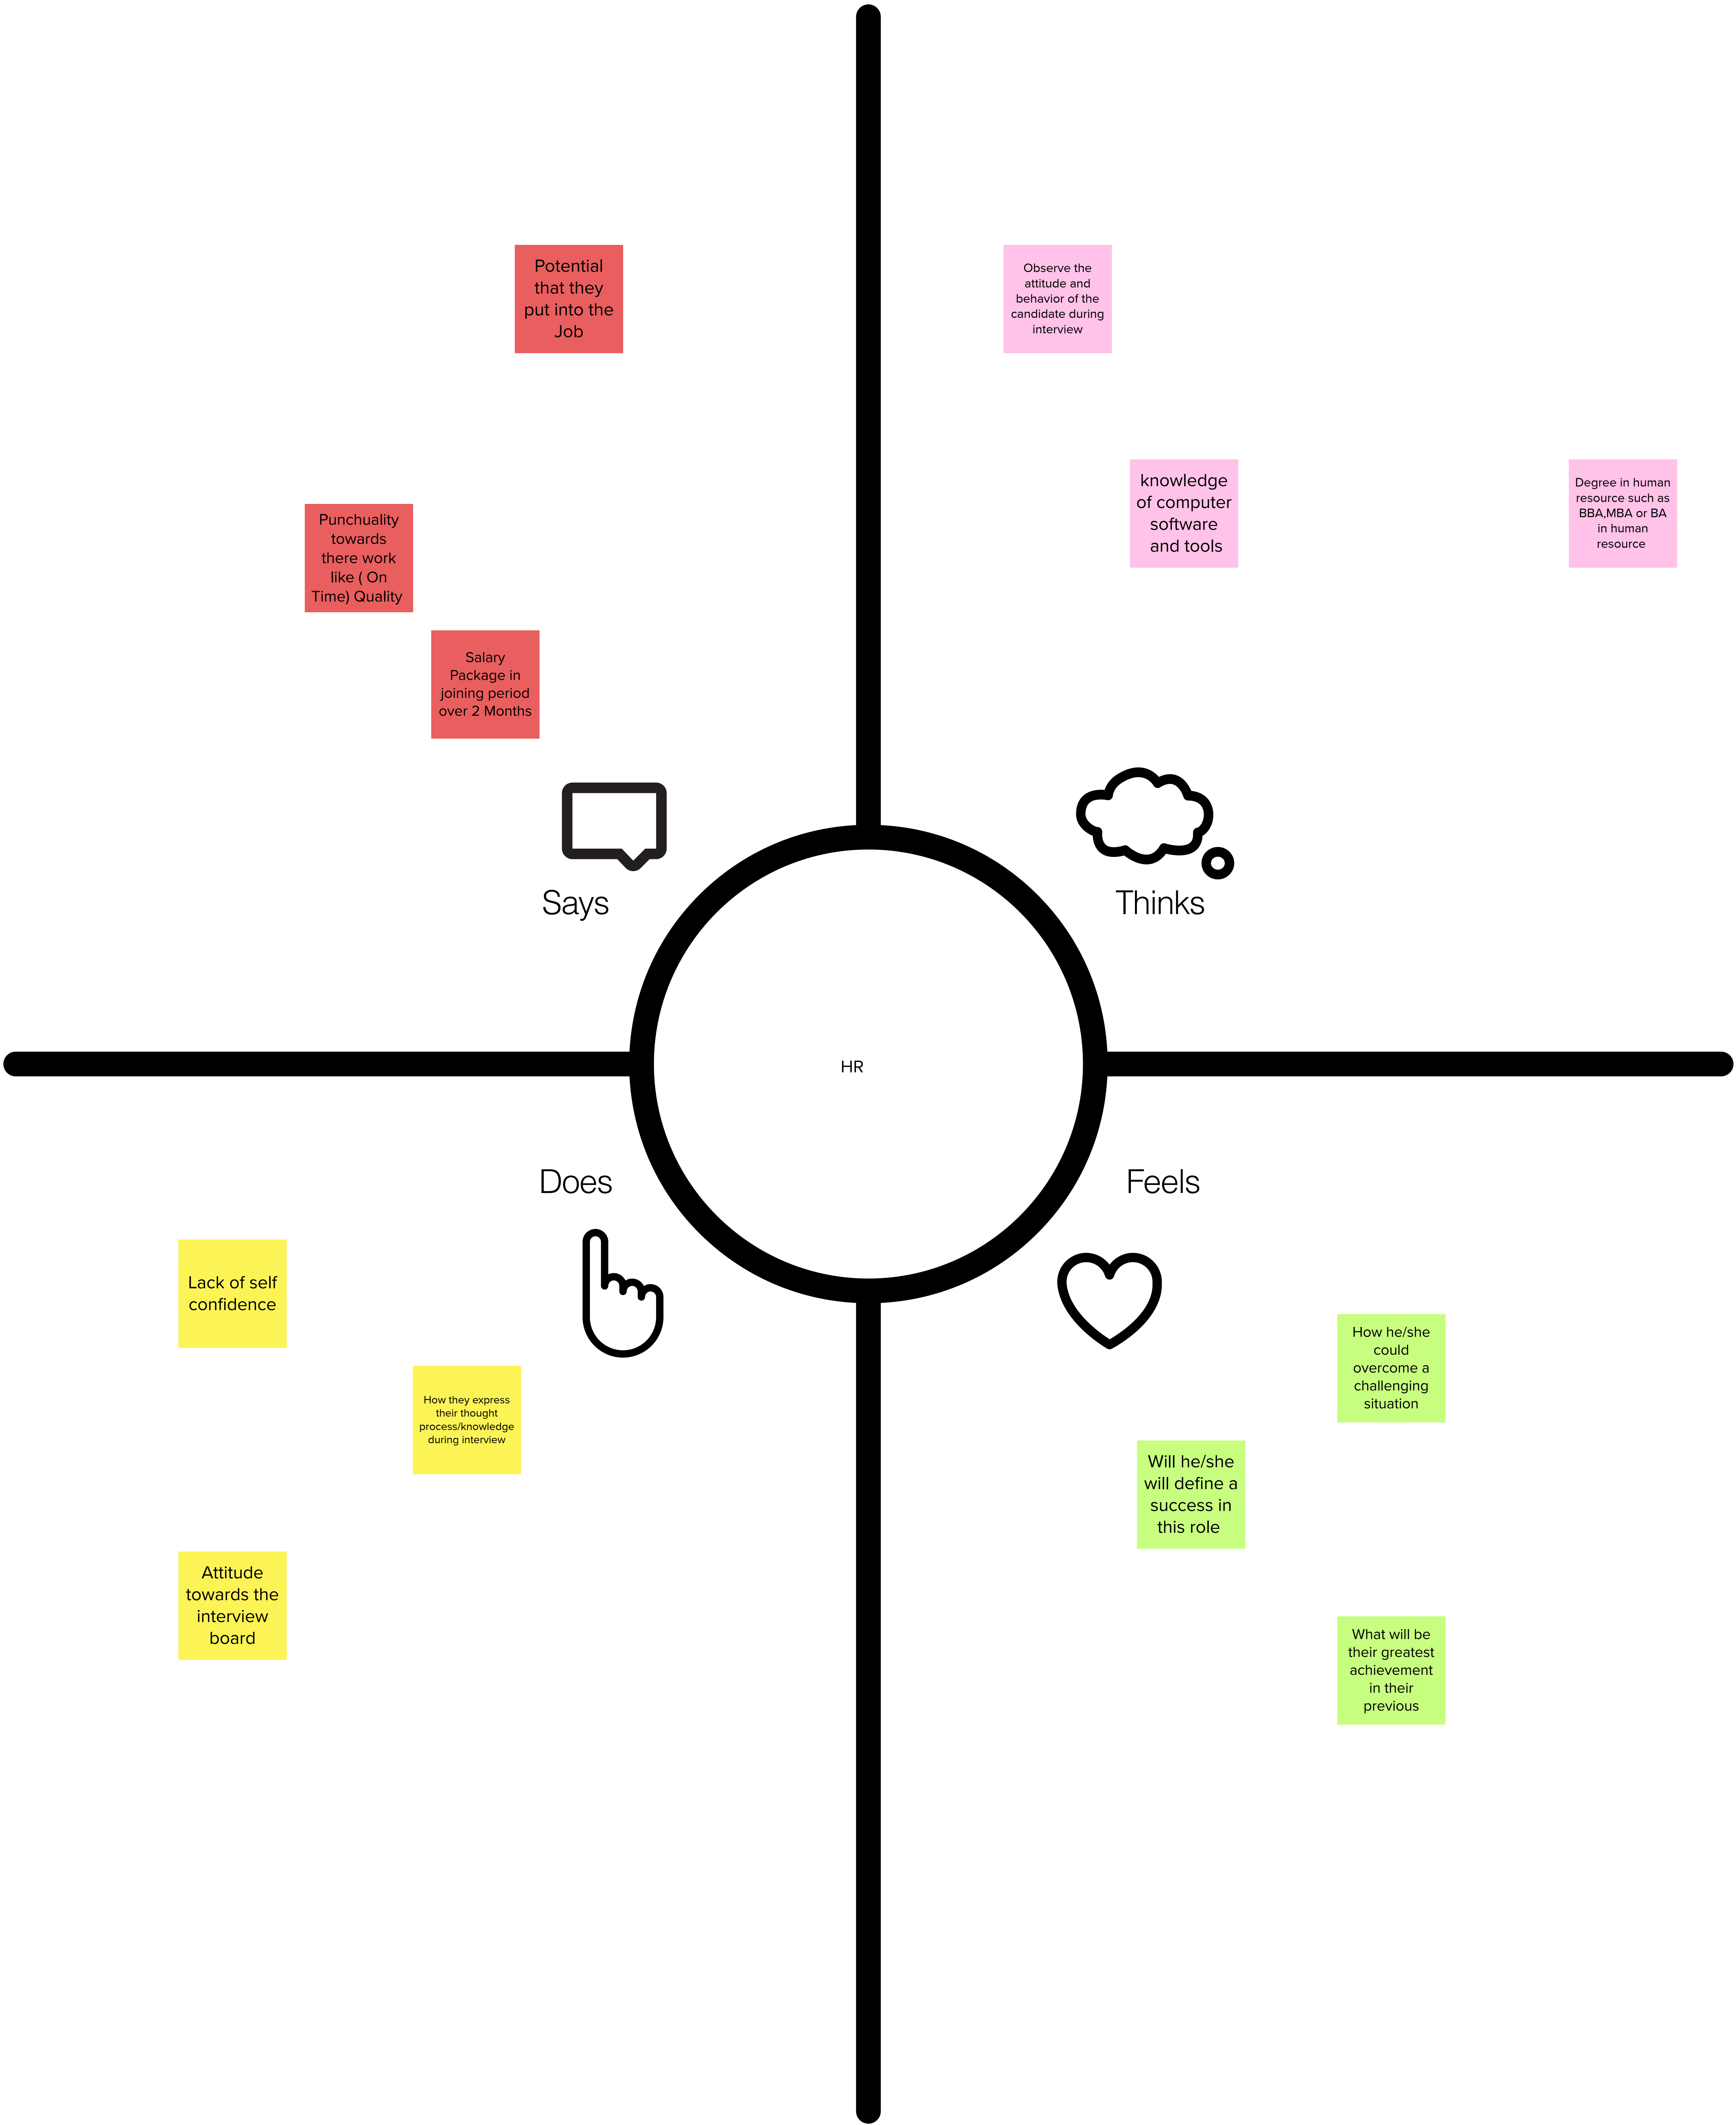 Potential
that they
put into the
Job
Observe the
attitude and
behavior of the
candidate during
interview
knowledge
of computer
software
and tools
Degree in human
resource such as
BBA,MBA or BA
in human
resource
Punchuality
towards
there work
like ( On
Time) Quality
Salary
Package in
joining period
over 2 Months
Says
Thinks
HR
Does
Feels
Lack of self
confidence
How they express
their thought
process/knowledge
during interview
Attitude
towards the
interview
board
How he/she
could
overcome a
challenging
situation
Will he/she
will define a
success in
this role
What will be
their greatest
achievement
in their
previous